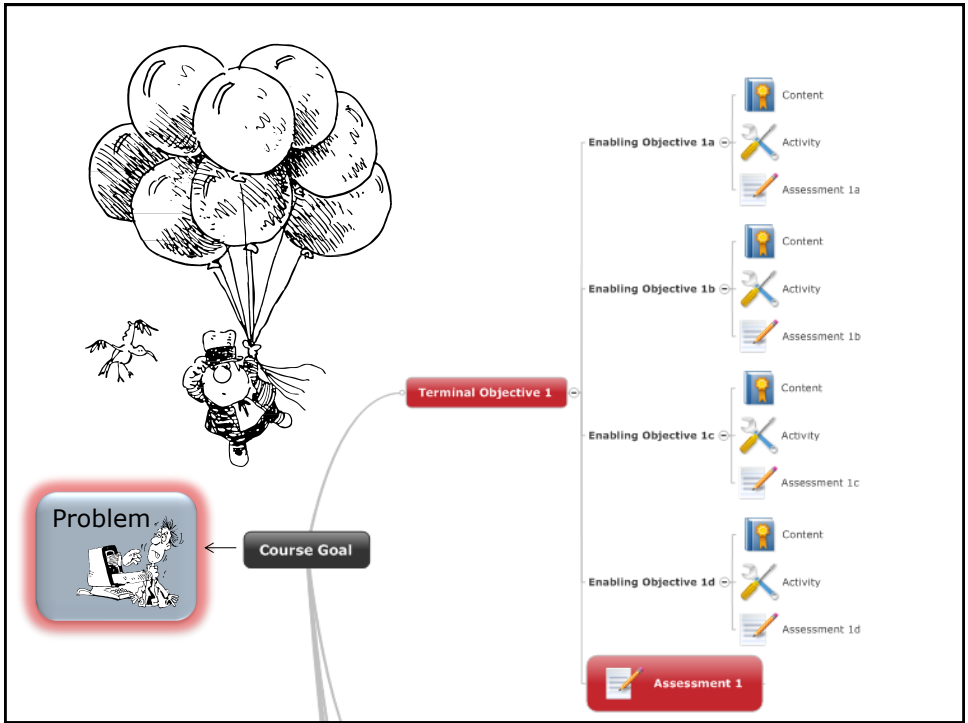 Problem
Course Goal
Terminal Objective 1
Enabling Objective 1a
Content
Activity
Assessment 1a
Enabling Objective 1b
Content
Activity
Assessment 1b
Enabling Objective 1c
Content
Activity
Assessment 1c
Enabling Objective 1d
Content
Activity
Assessment 1d
Assessment 1